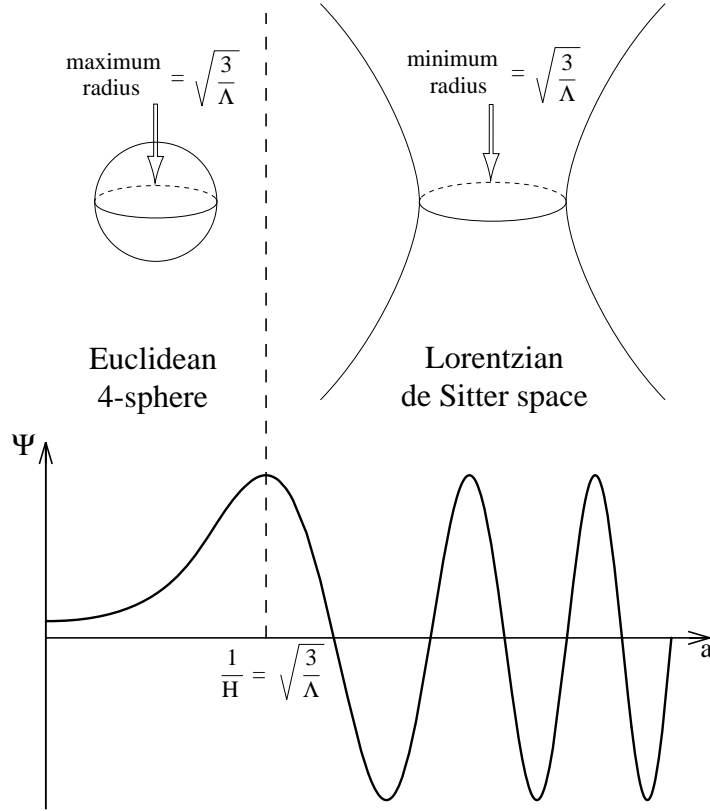 maximum radius = √(3/Λ)
minimum radius = √(3/Λ)
Euclidean
4-sphere
Lorentzian
de Sitter space
Ψ
a
1/H = √(3/Λ)